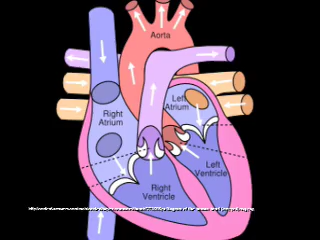 Aorta
Left
Atrium
Right
Atrium
Left
Ventricle
Right
Ventricle